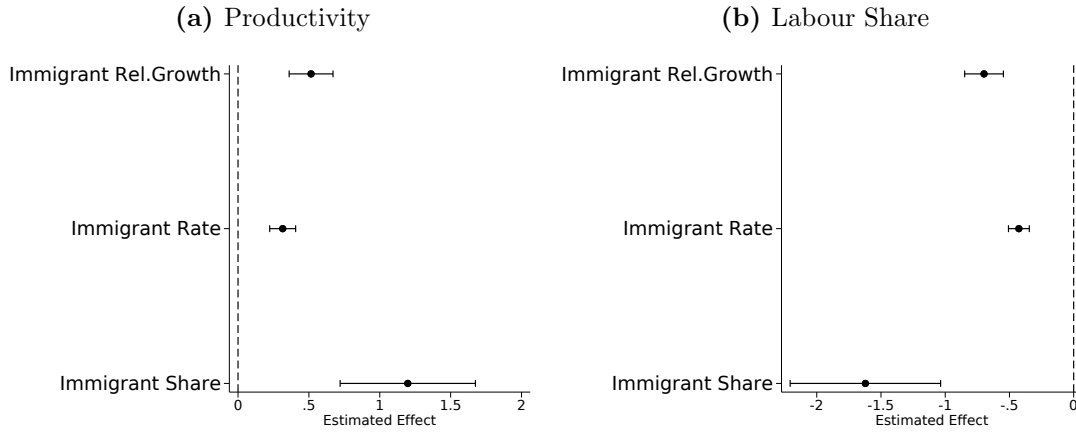 (a) Productivity
Immigrant Rel.Growth
Immigrant Rate
Immigrant Share
0 .5 1 1.5 2
Estimated Effect
(b) Labour Share
Immigrant Rel.Growth
Immigrant Rate
Immigrant Share
-2 -1.5 -1 -.5 0
Estimated Effect